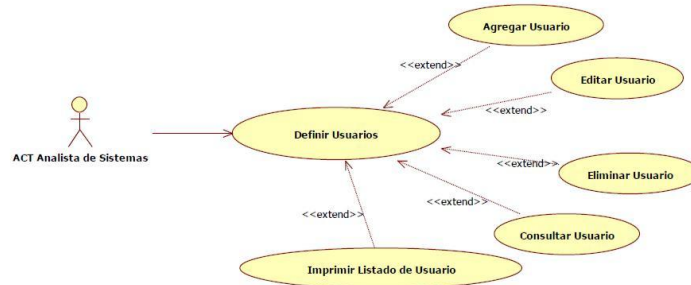 Agregar Usuario
<<extend>>
Editar Usuario
<<extend>>
Definir Usuarios
ACT Analista de Sistemas
<<extend>>
Eliminar Usuario
<<extend>>
<<extend>>
Consultar Usuario
Imprimir Listado de Usuario